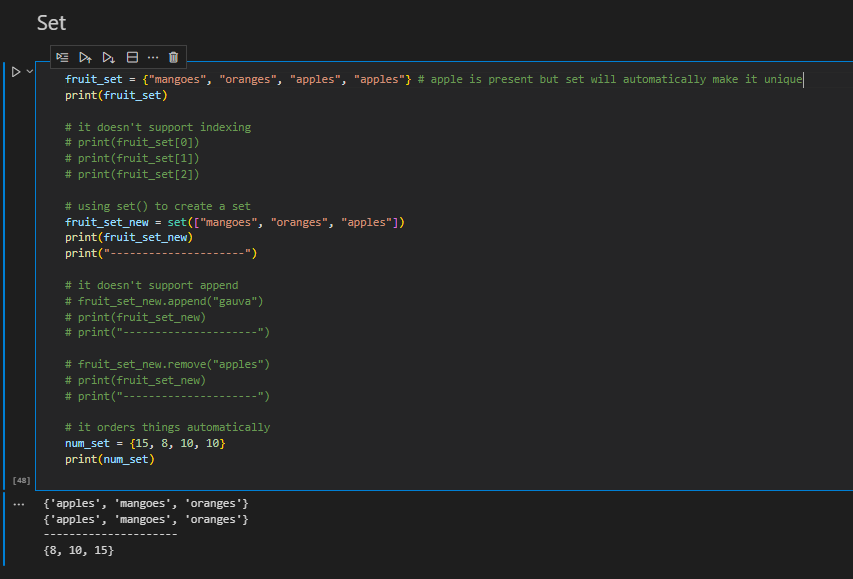 Set
fruit_set = {"mangoes", "oranges", "apples", "apples"} # apple is present but set will automatically make it unique
print(fruit_set)
# it doesn't support indexing
# print(fruit_set[0])
# print(fruit_set[1])
# print(fruit_set[2])
# using set() to create a set
fruit_set_new = set(["mangoes", "oranges", "apples"])
print(fruit_set_new)
print("---------------------")
# it doesn't support append
# fruit_set_new.append("gauva")
# print(fruit_set_new)
# print("---------------------")
# fruit_set_new.remove("apples")
# print(fruit_set_new)
# print("---------------------")
# it orders things automatically
num_set = {15, 8, 10, 10}
print(num_set)
[48]
{'apples', 'mangoes', 'oranges'}
{'apples', 'mangoes', 'oranges'}
---------------------
{8, 10, 15}